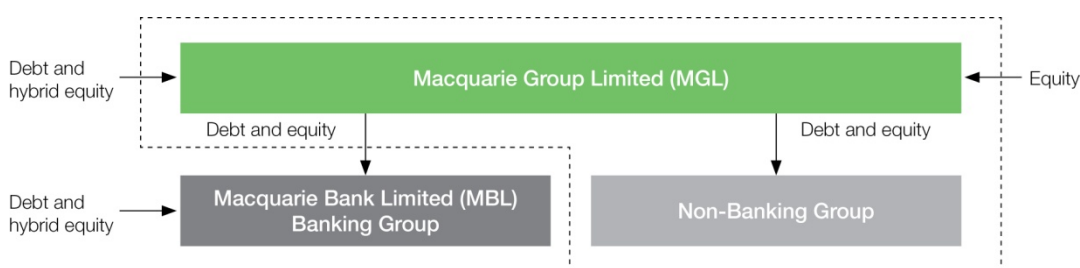 Debt and
hybrid equity
Macquarie Group Limited (MGL)
Equity
Debt and equity
Debt and equity
Debt and
hybrid equity
Macquarie Bank Limited (MBL)
Banking Group
Non-Banking Group